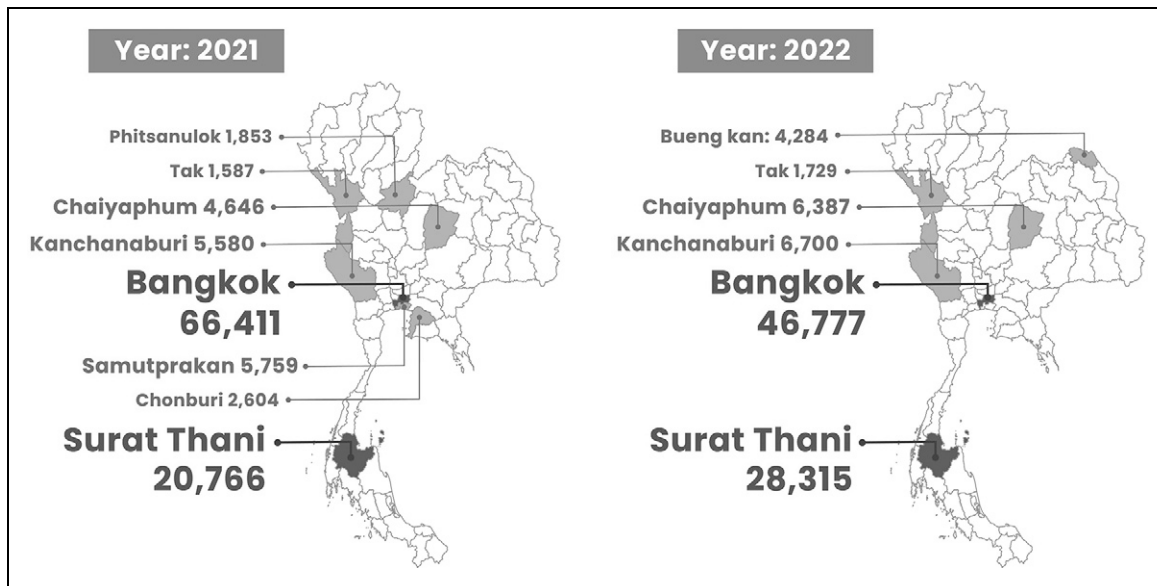 Year: 2021
Phitsanulok 1,853
Tak 1,587
Chaiyaphum 4,646
Kanchanaburi 5,580
Bangkok
66,411
Samutprakan 5,759
Chonburi 2,604
Surat Thani
20,766
Year: 2022
Bueng kan: 4,284
Tak 1,729
Chaiyaphum 6,387
Kanchanaburi 6,700
Bangkok
46,777
Surat Thani
28,315